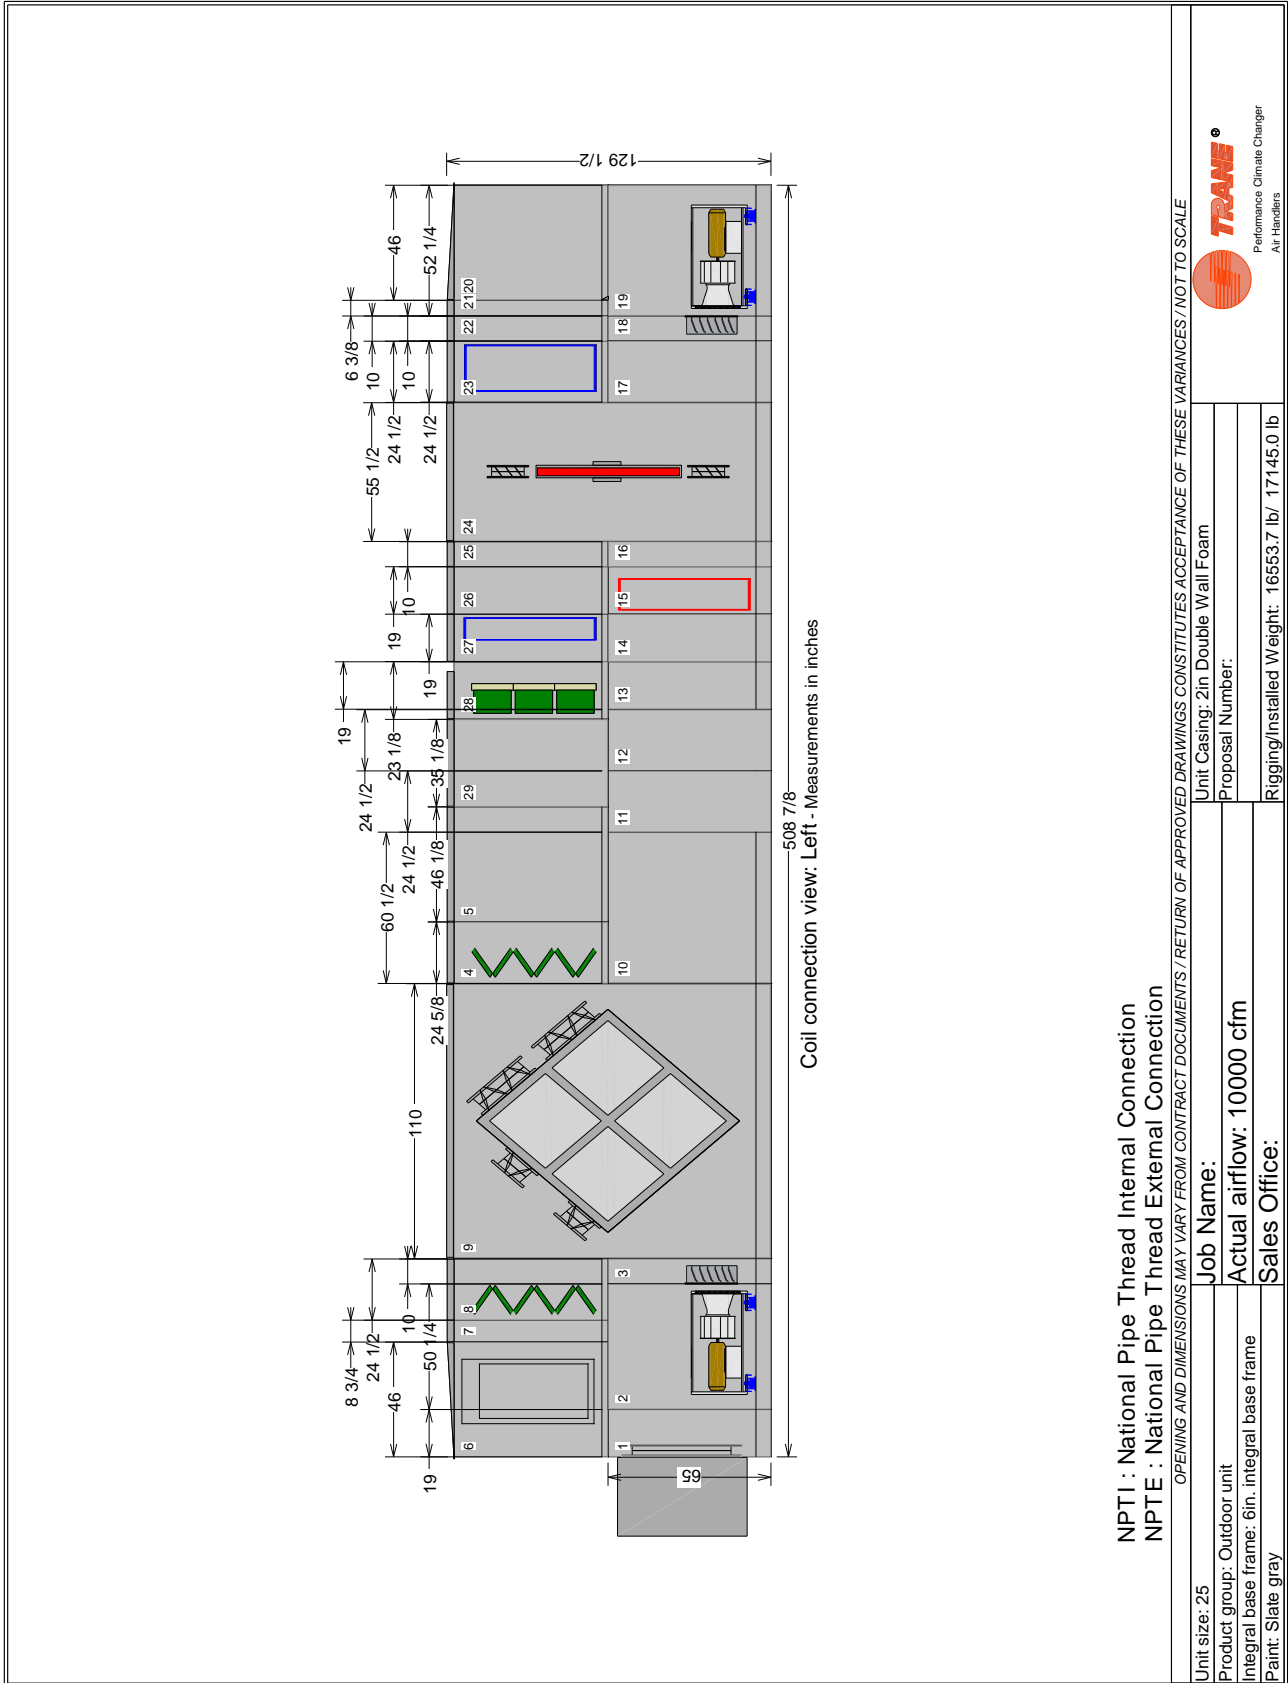 19
8 3/4
6 3/8
24 1/2
24 1/2
55 1/2
10
60 1/2
46
23 1/8
19
24 1/2
46
10
24 1/2
10
10
110
19
50 1/4
19
24 1/2
52 1/4
24 5/8
46 1/8
35 1/8
6 7 8 9 4 5 29 28 27 26 25 24 23 22 21 20
129 1/2
1 2 3 10 11 12 13 14 15 16 17 18 19
65
508 7/8
Coil connection view: Left - Measurements in inches
NPTI : National Pipe Thread Internal Connection
NPTE : National Pipe Thread External Connection
OPENING AND DIMENSIONS MAY VARY FROM CONTRACT DOCUMENTS / RETURN OF APPROVED DRAWINGS CONSTITUTES ACCEPTANCE OF THESE VARIANCES / NOT TO SCALE
Unit size: 25
Product group: Outdoor unit
Integral base frame: 6in. integral base frame
Paint: Slate gray
Job Name:
Actual airflow: 10000 cfm
Sales Office:
Unit Casing: 2in Double Wall Foam
Proposal Number:
Rigging/Installed Weight: 16553.7 lb/ 17145.0 lb
TRANE ®
Performance Climate Changer
Air Handlers